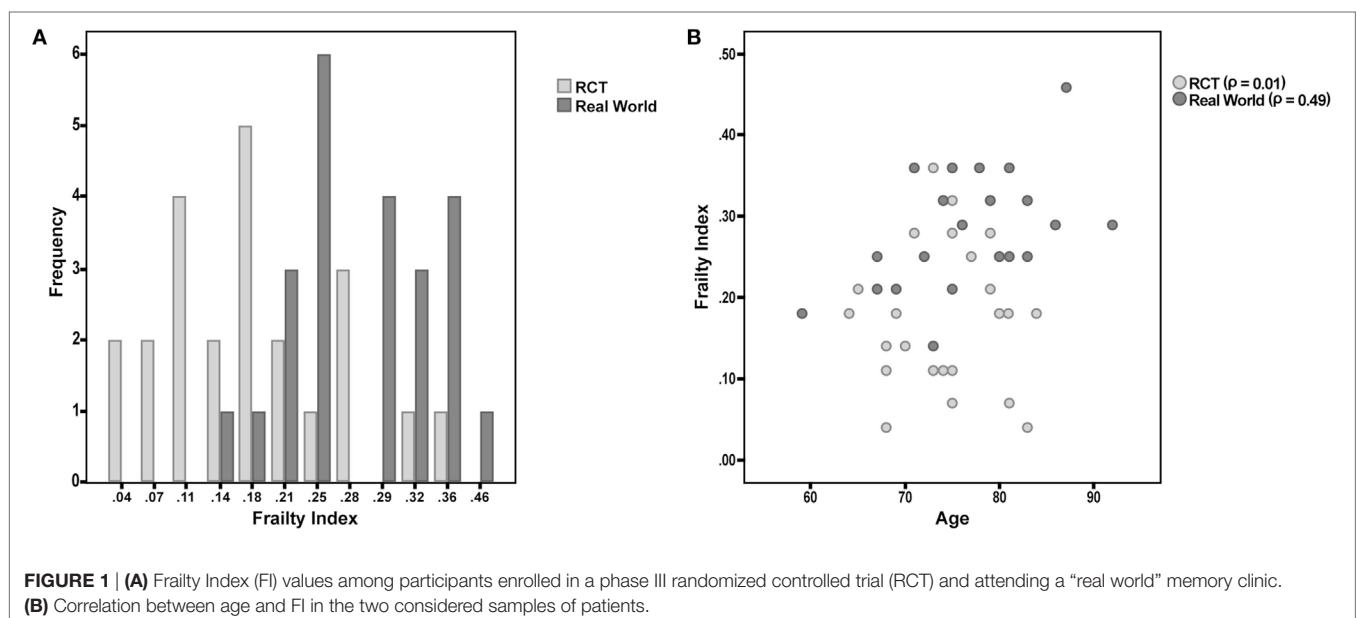 A
6
5
4
3
2
1
0
Frequency
.04 .07 .11 .14 .18 .21 .25 .28 .29 .32 .36 .46
Frailty Index
RCT
Real World
B
.50
.40
.30
.20
.10
.00
Frailty Index
60 70 80 90
Age
RCT (ρ = 0.01)
Real World (ρ = 0.49)
FIGURE 1 | (A) Frailty Index (FI) values among participants enrolled in a phase III randomized controlled trial (RCT) and attending a “real world” memory clinic.
(B) Correlation between age and FI in the two considered samples of patients.